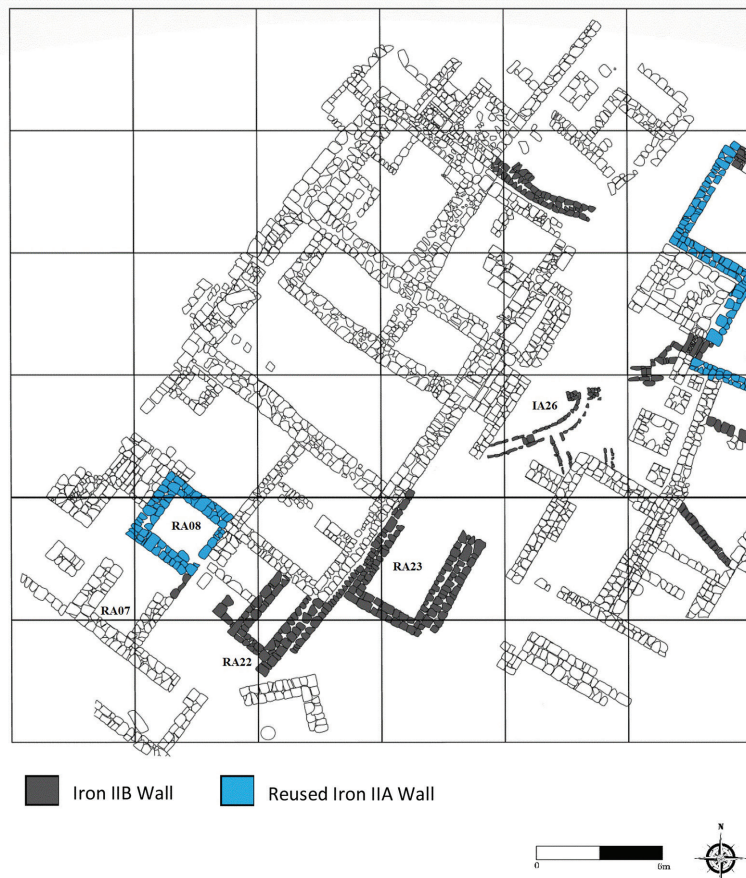 IA26
RA08
RA23
RA07
RA22
Iron IIB Wall
Reused Iron IIA Wall
N
0
6m